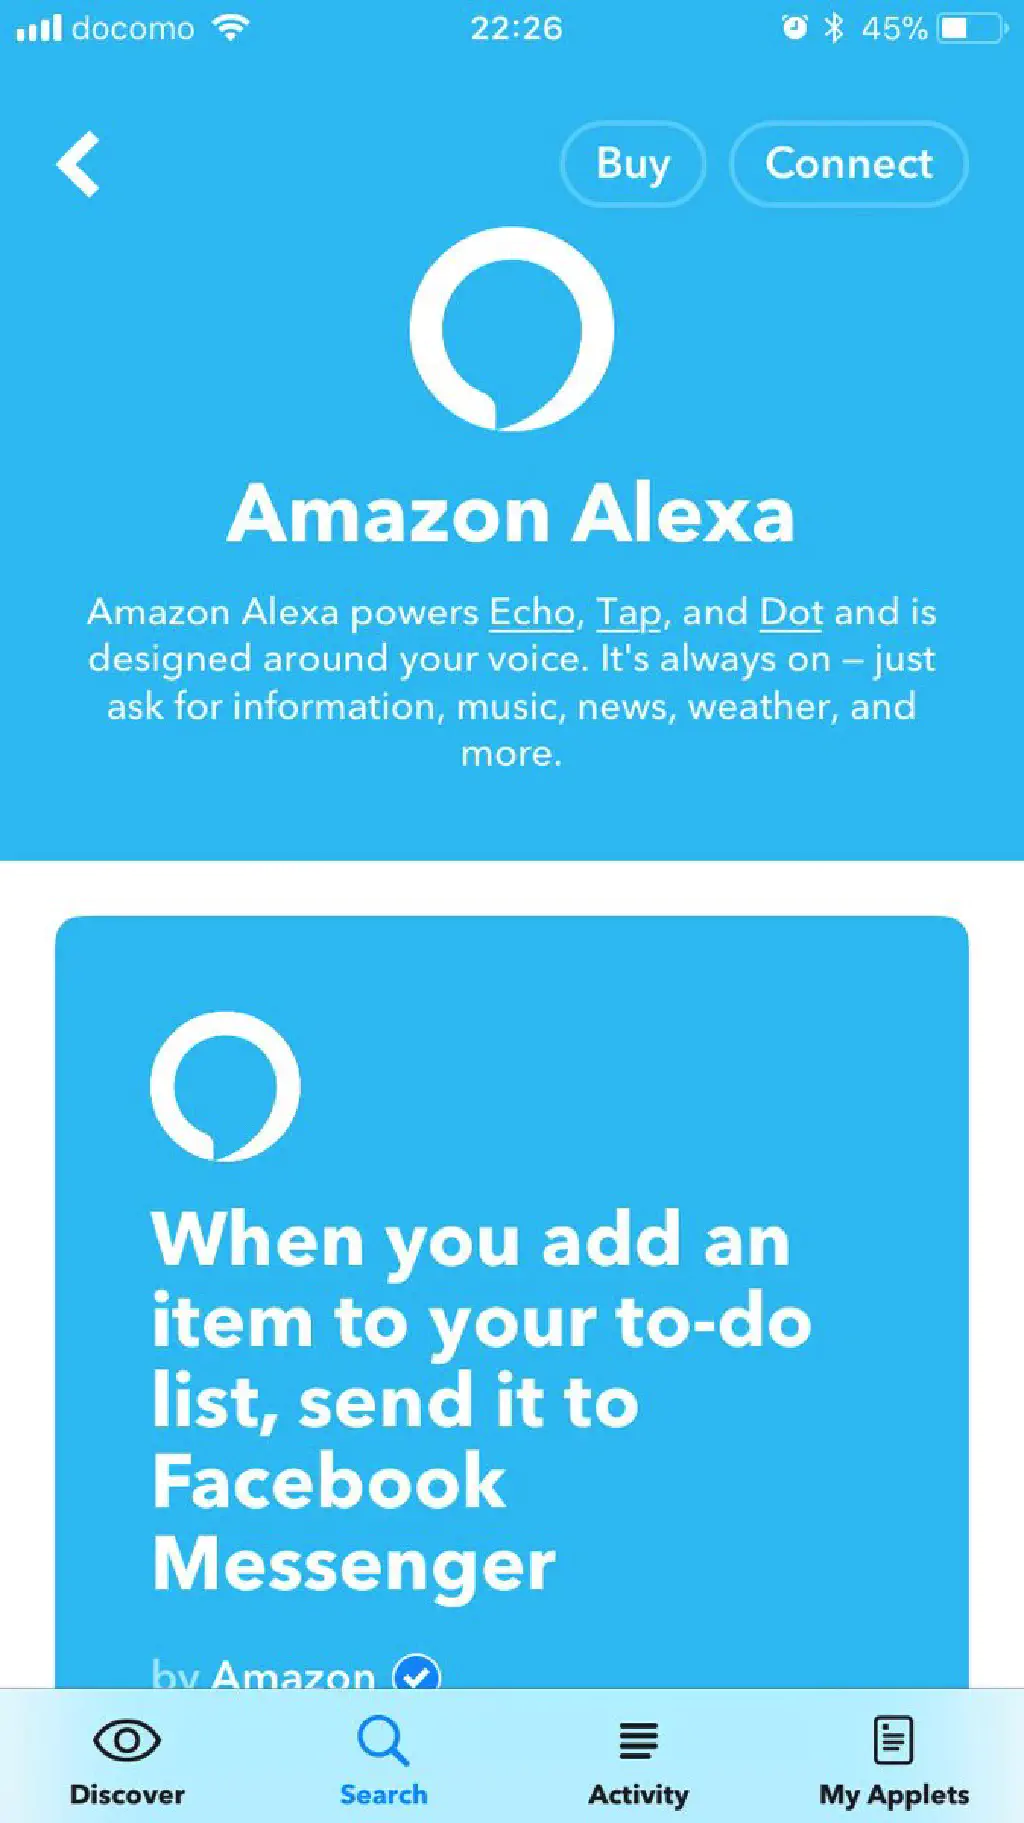 docomo 22:26 45%
Buy Connect
Amazon Alexa
Amazon Alexa powers Echo, Tap, and Dot and is
designed around your voice. It's always on – just
ask for information, music, news, weather, and
more.
When you add an
item to your to-do
list, send it to
Facebook
Messenger
by Amazon
Discover Search Activity My Applets